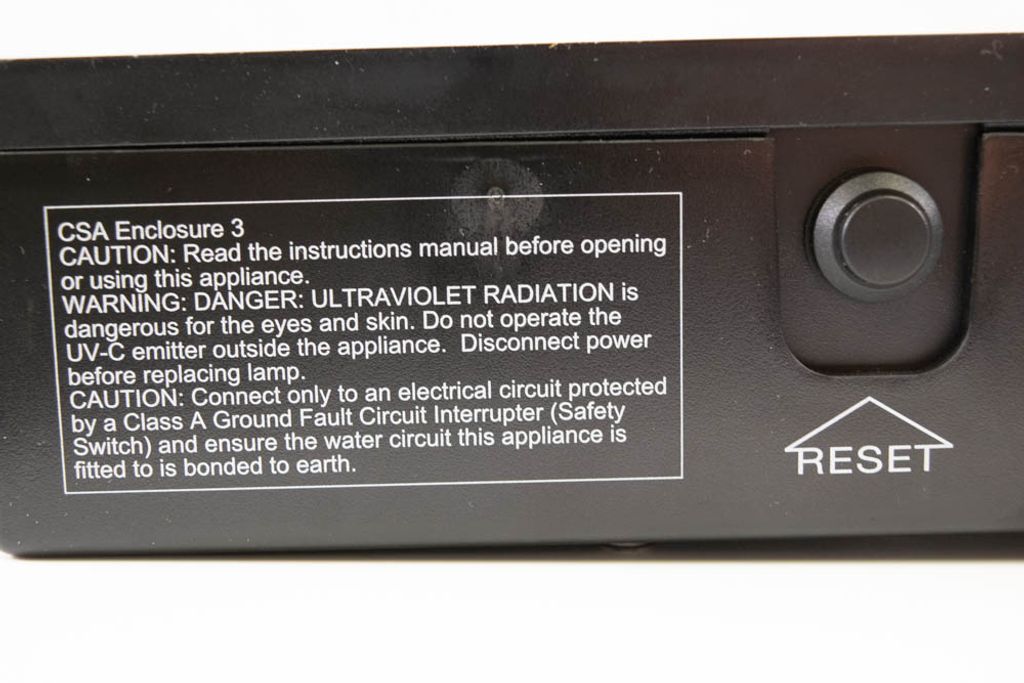 CSA Enclosure 3
CAUTION: Read the instructions manual before opening
or using this appliance.
WARNING: DANGER: ULTRAVIOLET RADIATION is
dangerous for the eyes and skin. Do not operate the
UV-C emitter outside the appliance.  Disconnect power
before replacing lamp.
CAUTION: Connect only to an electrical circuit protected
by a Class A Ground Fault Circuit Interrupter (Safety
Switch) and ensure the water circuit this appliance is
fitted to is bonded to earth.
RESET